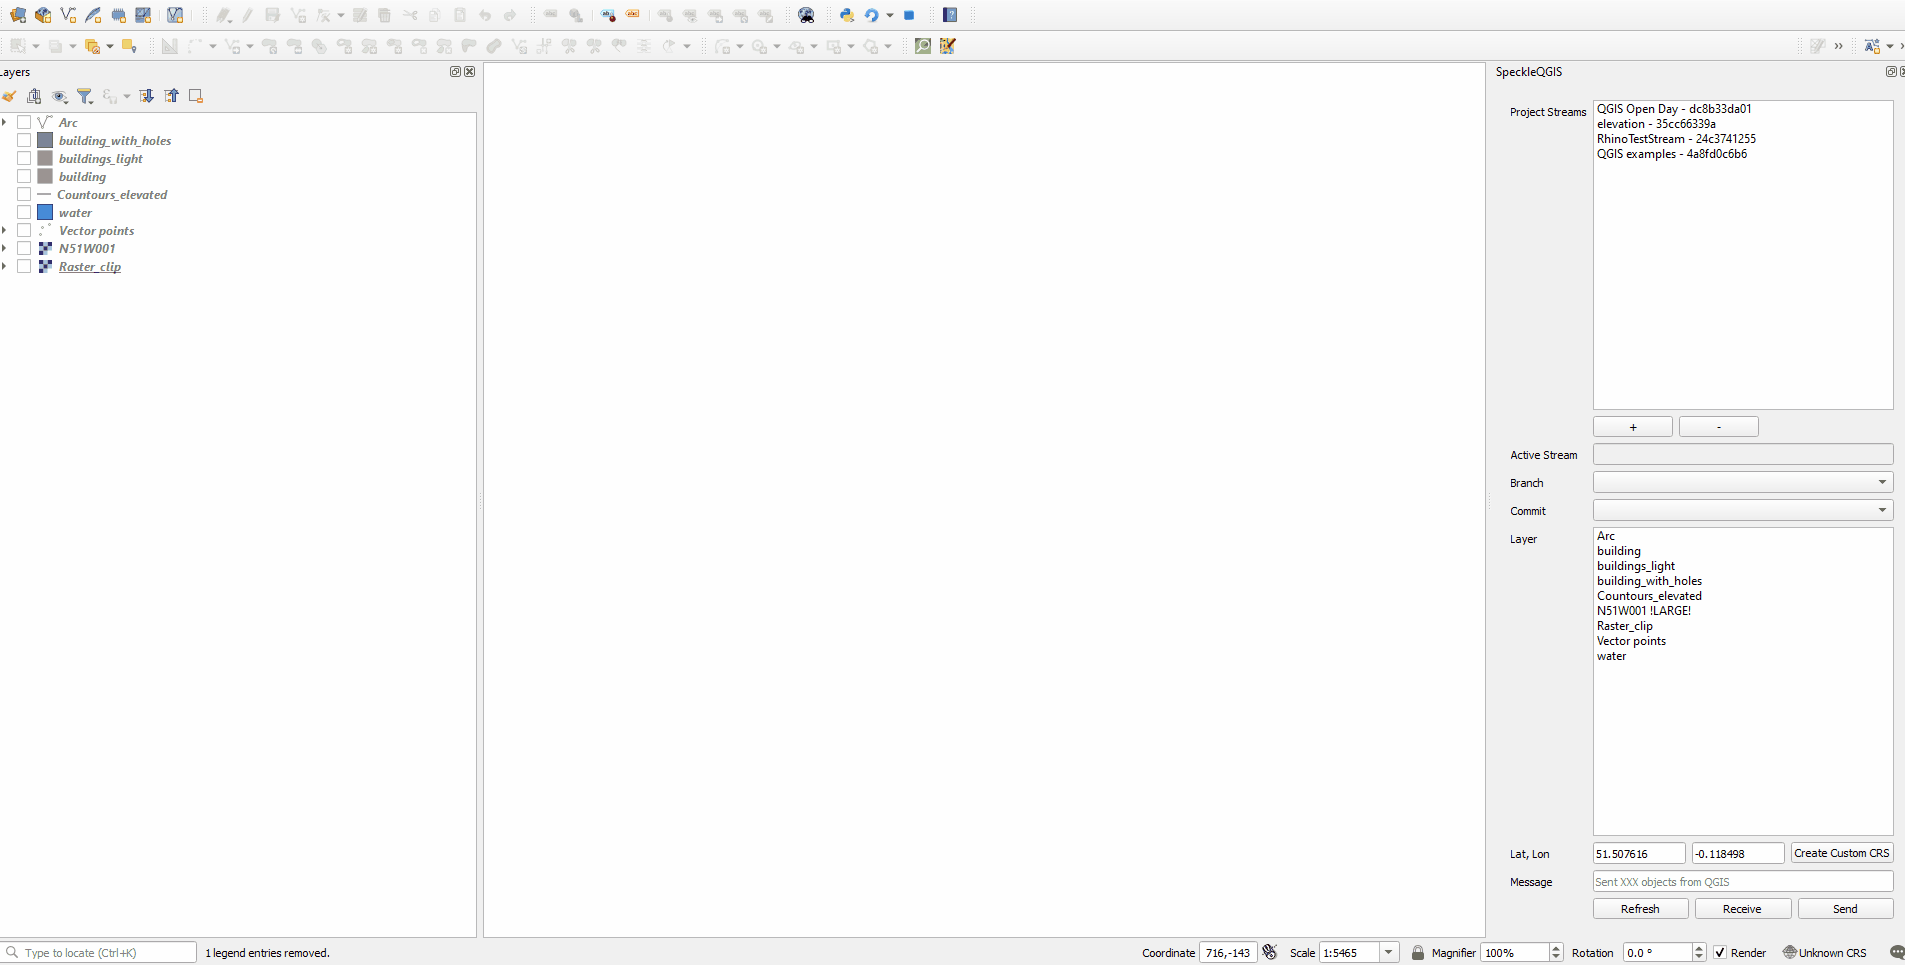 Layers
Arc
building_with_holes
buildings_light
building
Countours_elevated
water
Vector points
N51W001
Raster_clip
SpeckleQGIS
Project Streams
QGIS Open Day - dc8b33da01
elevation - 35cc66339a
RhinoTestStream - 24c3741255
QGIS examples - 4a8fd0c6b6
+ -
Active Stream
Branch
Commit
Layer
Arc
building
buildings_light
building_with_holes
Countours_elevated
N51W001 !LARGE!
Raster_clip
Vector points
water
Lat, Lon 51.507616 -0.118498 Create Custom CRS
Message Sent XXX objects from QGIS
Refresh Receive Send
Type to locate (Ctrl+K) 1 legend entries removed. Coordinate 716,-143 Scale 1:5465 Magnifier 100% Rotation 0.0 ° Render Unknown CRS